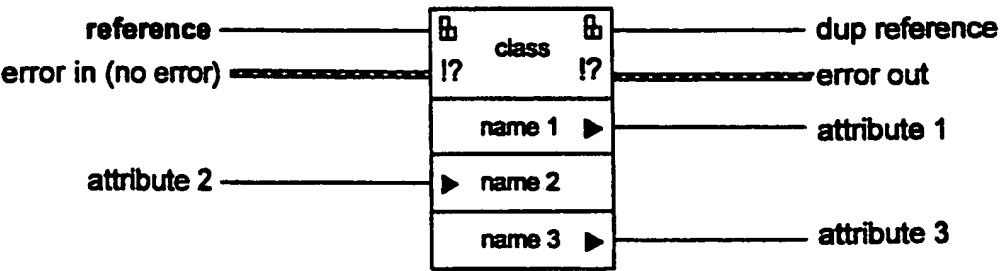 reference class dup reference
error in (no error) !? !? error out
name 1 attribute 1
attribute 2 name 2
name 3 attribute 3